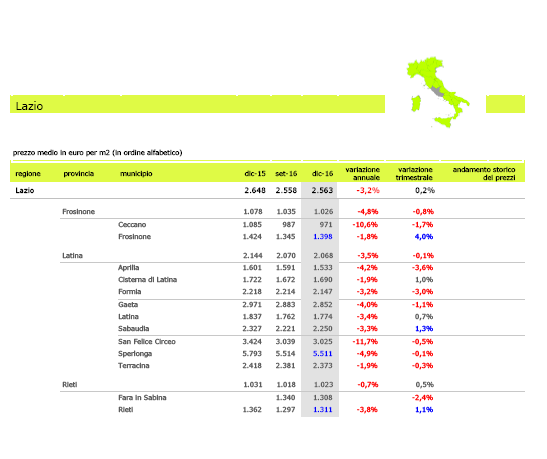 Lazio
prezzo medio in euro per m2 (in ordine alfabetico)
regione provincia municipio dic-15 set-16 dic-16 variazione annuale variazione trimestrale andamento storico dei prezzi
Lazio 2.648 2.558 2.563 -3,2% 0,2%
Frosinone 1.078 1.035 1.026 -4,8% -0,8%
Ceccano 1.085 987 971 -10,6% -1,7%
Frosinone 1.424 1.345 1.398 -1,8% 4,0%
Latina 2.144 2.070 2.068 -3,5% -0,1%
Aprilia 1.601 1.591 1.533 -4,2% -3,6%
Cisterna di Latina 1.722 1.672 1.690 -1,9% 1,0%
Formia 2.218 2.214 2.147 -3,2% -3,0%
Gaeta 2.971 2.883 2.852 -4,0% -1,1%
Latina 1.837 1.762 1.774 -3,4% 0,7%
Sabaudia 2.327 2.221 2.250 -3,3% 1,3%
San Felice Circeo 3.424 3.039 3.025 -11,7% -0,5%
Sperlonga 5.793 5.514 5.511 -4,9% -0,1%
Terracina 2.418 2.381 2.373 -1,9% -0,3%
Rieti 1.031 1.018 1.023 -0,7% 0,5%
Fara in Sabina 1.340 1.308 -2,4%
Rieti 1.362 1.297 1.311 -3,8% 1,1%